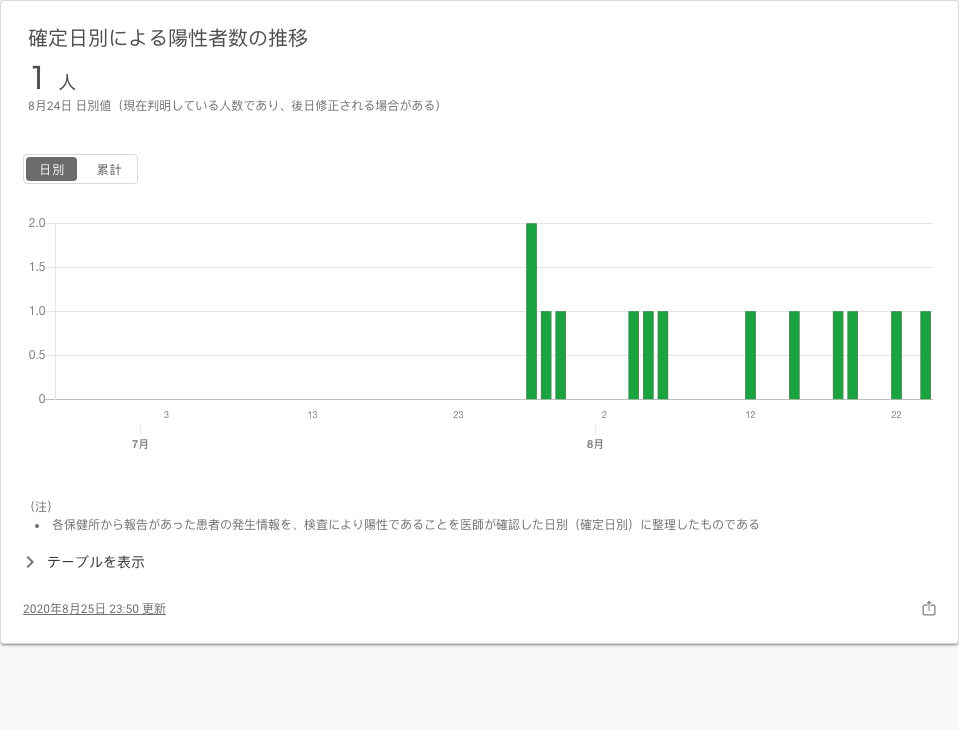 確定日別による陽性者数の推移
1 人
8月24日 日別値（現在判明している人数であり、後日修正される場合がある）
日別 累計
2.0
1.5
1.0
0.5
0
3 13 23 2 12 22
7月 8月
（注）
• 各保健所から報告があった患者の発生情報を、検査により陽性であることを医師が確認した日別（確定日別）に整理したものである
テーブルを表示
2020年8月25日 23:50 更新